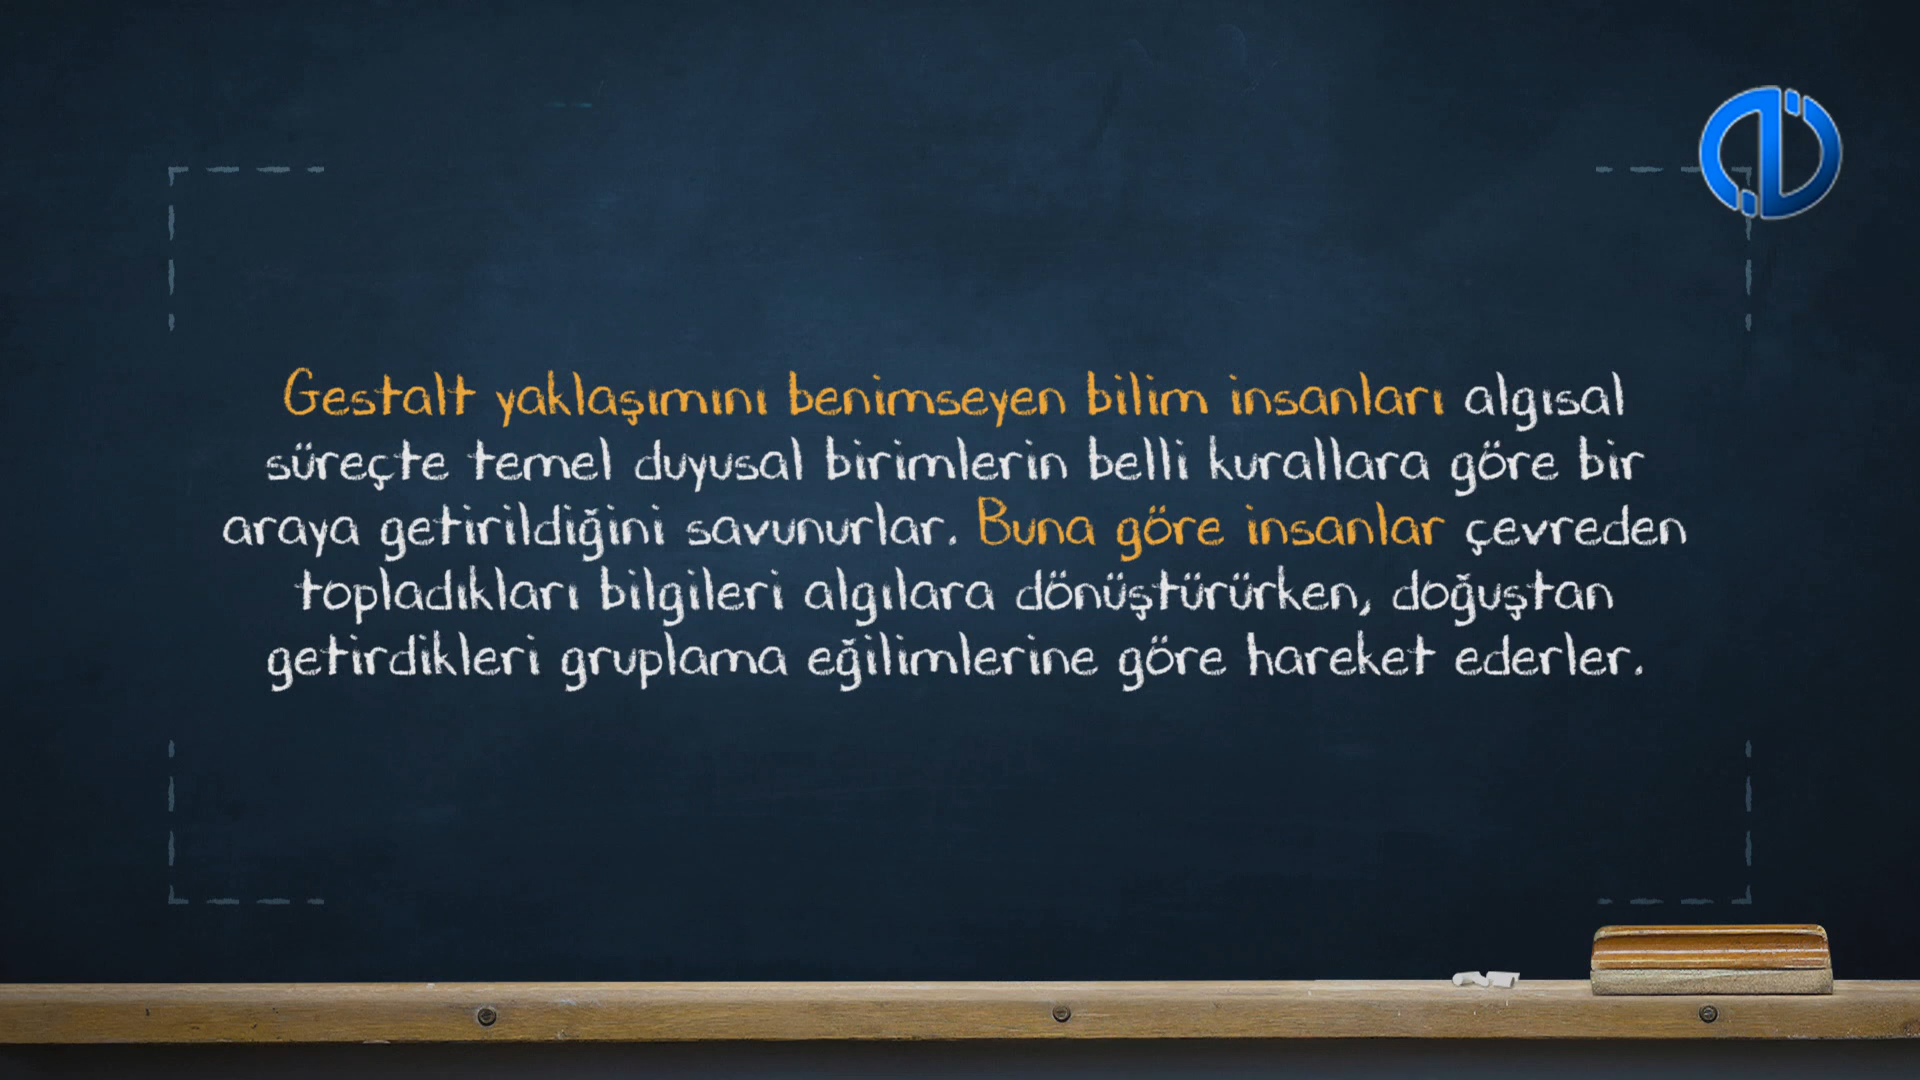 Gestalt yaklaşımını benimseyen bilim insanları algısal
süreçte temel duyusal birimlerin belli kurallara göre bir
araya getirildiğini savunurlar. Buna göre insanlar çevreden
topladıkları bilgileri algılara dönüştürürken, doğuştan
getirdikleri gruplama eğilimlerine göre hareket ederler.